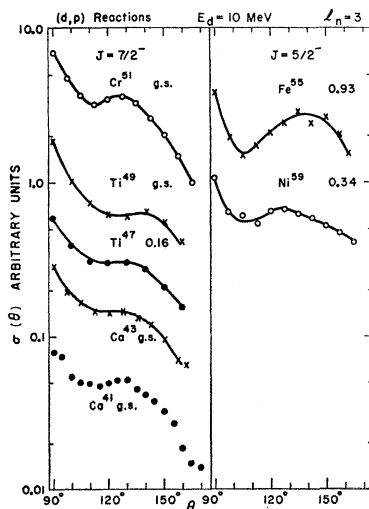 (d,p) Reactions E_d = 10 MeV ℓ_n = 3
J = 7/2⁻ J = 5/2⁻
Cr⁵¹ g.s. Fe⁵⁵ 0.93
Ti⁴⁹ g.s. Ni⁵⁹ 0.34
Ti⁴⁷ 0.16
Ca⁴³ g.s.
Ca⁴¹ g.s.
σ(θ) ARBITRARY UNITS
10.0
1.0
0.1
0.01
90° 120° 150° 90° 120° 150°
θ θ